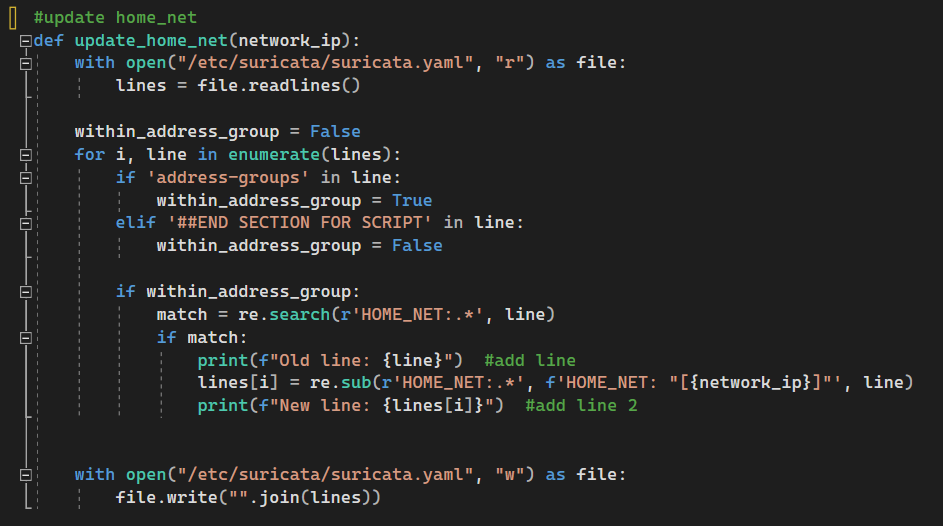 #update home_net
def update_home_net(network_ip):
    with open("/etc/suricata/suricata.yaml", "r") as file:
        lines = file.readlines()

    within_address_group = False
    for i, line in enumerate(lines):
        if 'address-groups' in line:
            within_address_group = True
        elif '##END SECTION FOR SCRIPT' in line:
            within_address_group = False

        if within_address_group:
            match = re.search(r'HOME_NET:.*', line)
            if match:
                print(f"Old line: {line}")  #add line
                lines[i] = re.sub(r'HOME_NET:.*', f'HOME_NET: "[{network_ip}]"', line)
                print(f"New line: {lines[i]}")  #add line 2


    with open("/etc/suricata/suricata.yaml", "w") as file:
        file.write("".join(lines))